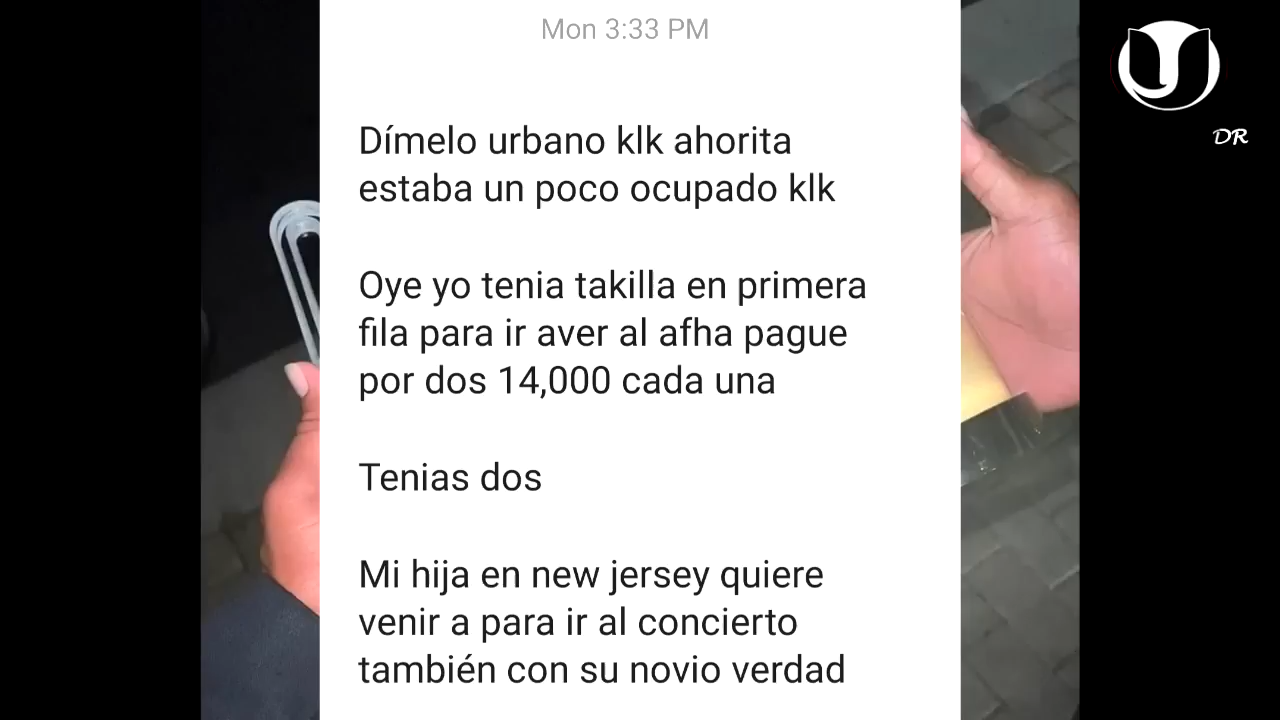 Mon 3:33 PM
Dímelo urbano klk ahorita
estaba un poco ocupado klk
Oye yo tenia takilla en primera
fila para ir aver al afha pague
por dos 14,000 cada una
Tenias dos
Mi hija en new jersey quiere
venir a para ir al concierto
también con su novio verdad
DR